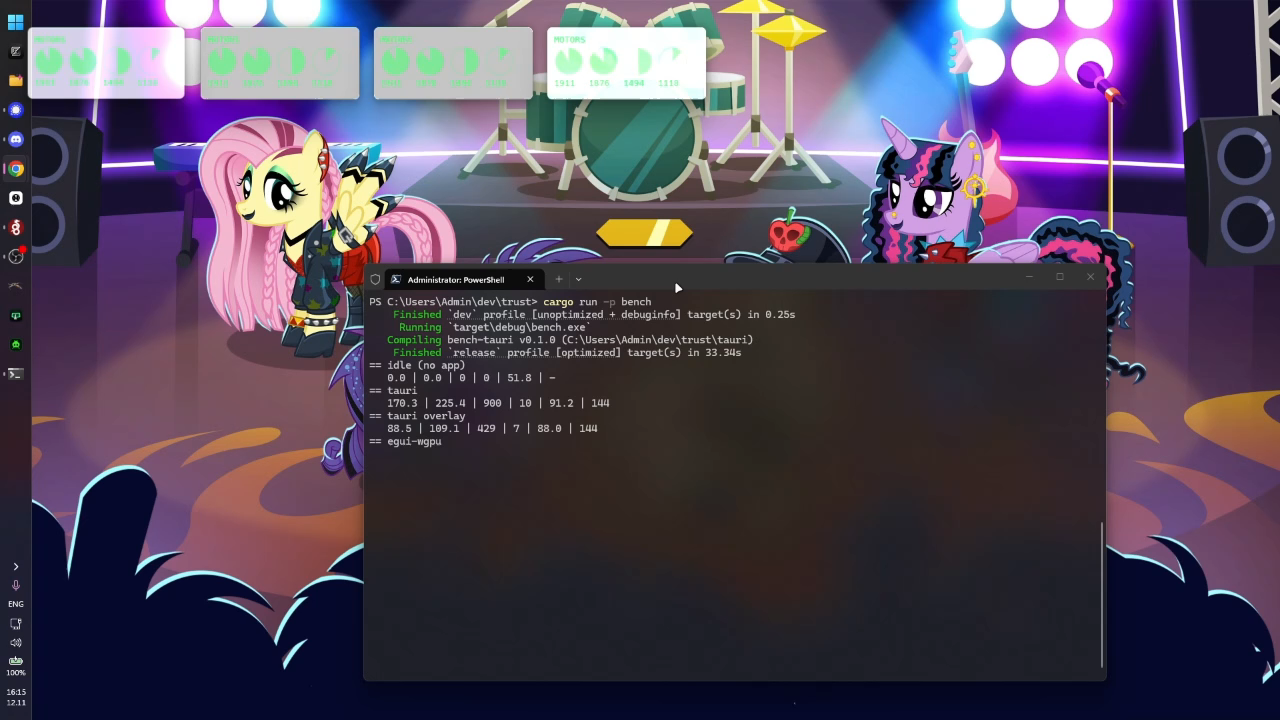 MOTORS
1911 1676 1494 1118
Administrator: PowerShell
PS C:\Users\Admin\dev\trust> cargo run -p bench
Finished `dev` profile [unoptimized + debuginfo] target(s) in 0.25s
Running `target\debug\bench.exe`
Compiling bench-tauri v0.1.0 (C:\Users\Admin\dev\trust\tauri)
Finished `release` profile [optimized] target(s) in 33.34s
== idle (no app)
0.0 | 0.0 | 0 | 0 | 51.8 | -
== tauri
170.3 | 225.4 | 900 | 10 | 91.2 | 144
== tauri overlay
88.5 | 109.1 | 429 | 7 | 88.0 | 144
== egui-wgpu
ENG
100%
16:15
12.11